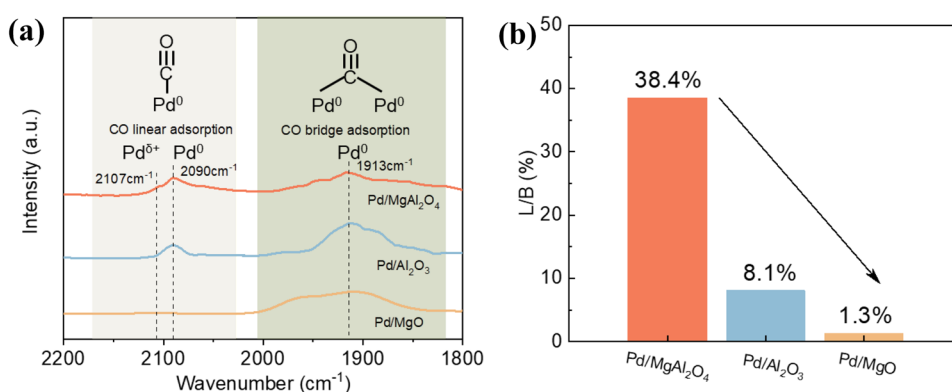 (a)
O
C
Pd⁰
CO linear adsorption
Pdᵟ⁺ Pd⁰
2107cm⁻¹
2090cm⁻¹
O
C
Pd⁰ Pd⁰
CO bridge adsorption
Pd⁰
1913cm⁻¹
Pd/MgAl₂O₄
Pd/Al₂O₃
Pd/MgO
Intensity (a.u.)
2200 2100 2000 1900 1800
Wavenumber (cm⁻¹)
(b)
L/B (%)
50
40
30
20
10
0
38.4%
8.1%
1.3%
Pd/MgAl₂O₄
Pd/Al₂O₃
Pd/MgO